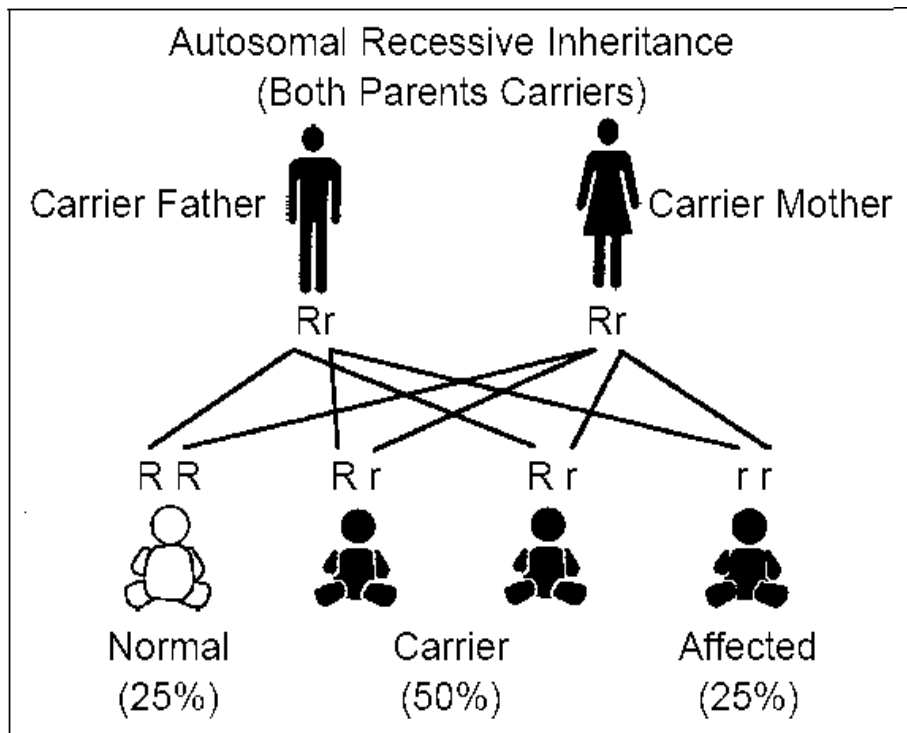 Autosomal Recessive Inheritance
(Both Parents Carriers)
Carrier Father
Carrier Mother
Rr
Rr
R R
R r
R r
r r
Normal
(25%)
Carrier
(50%)
Affected
(25%)